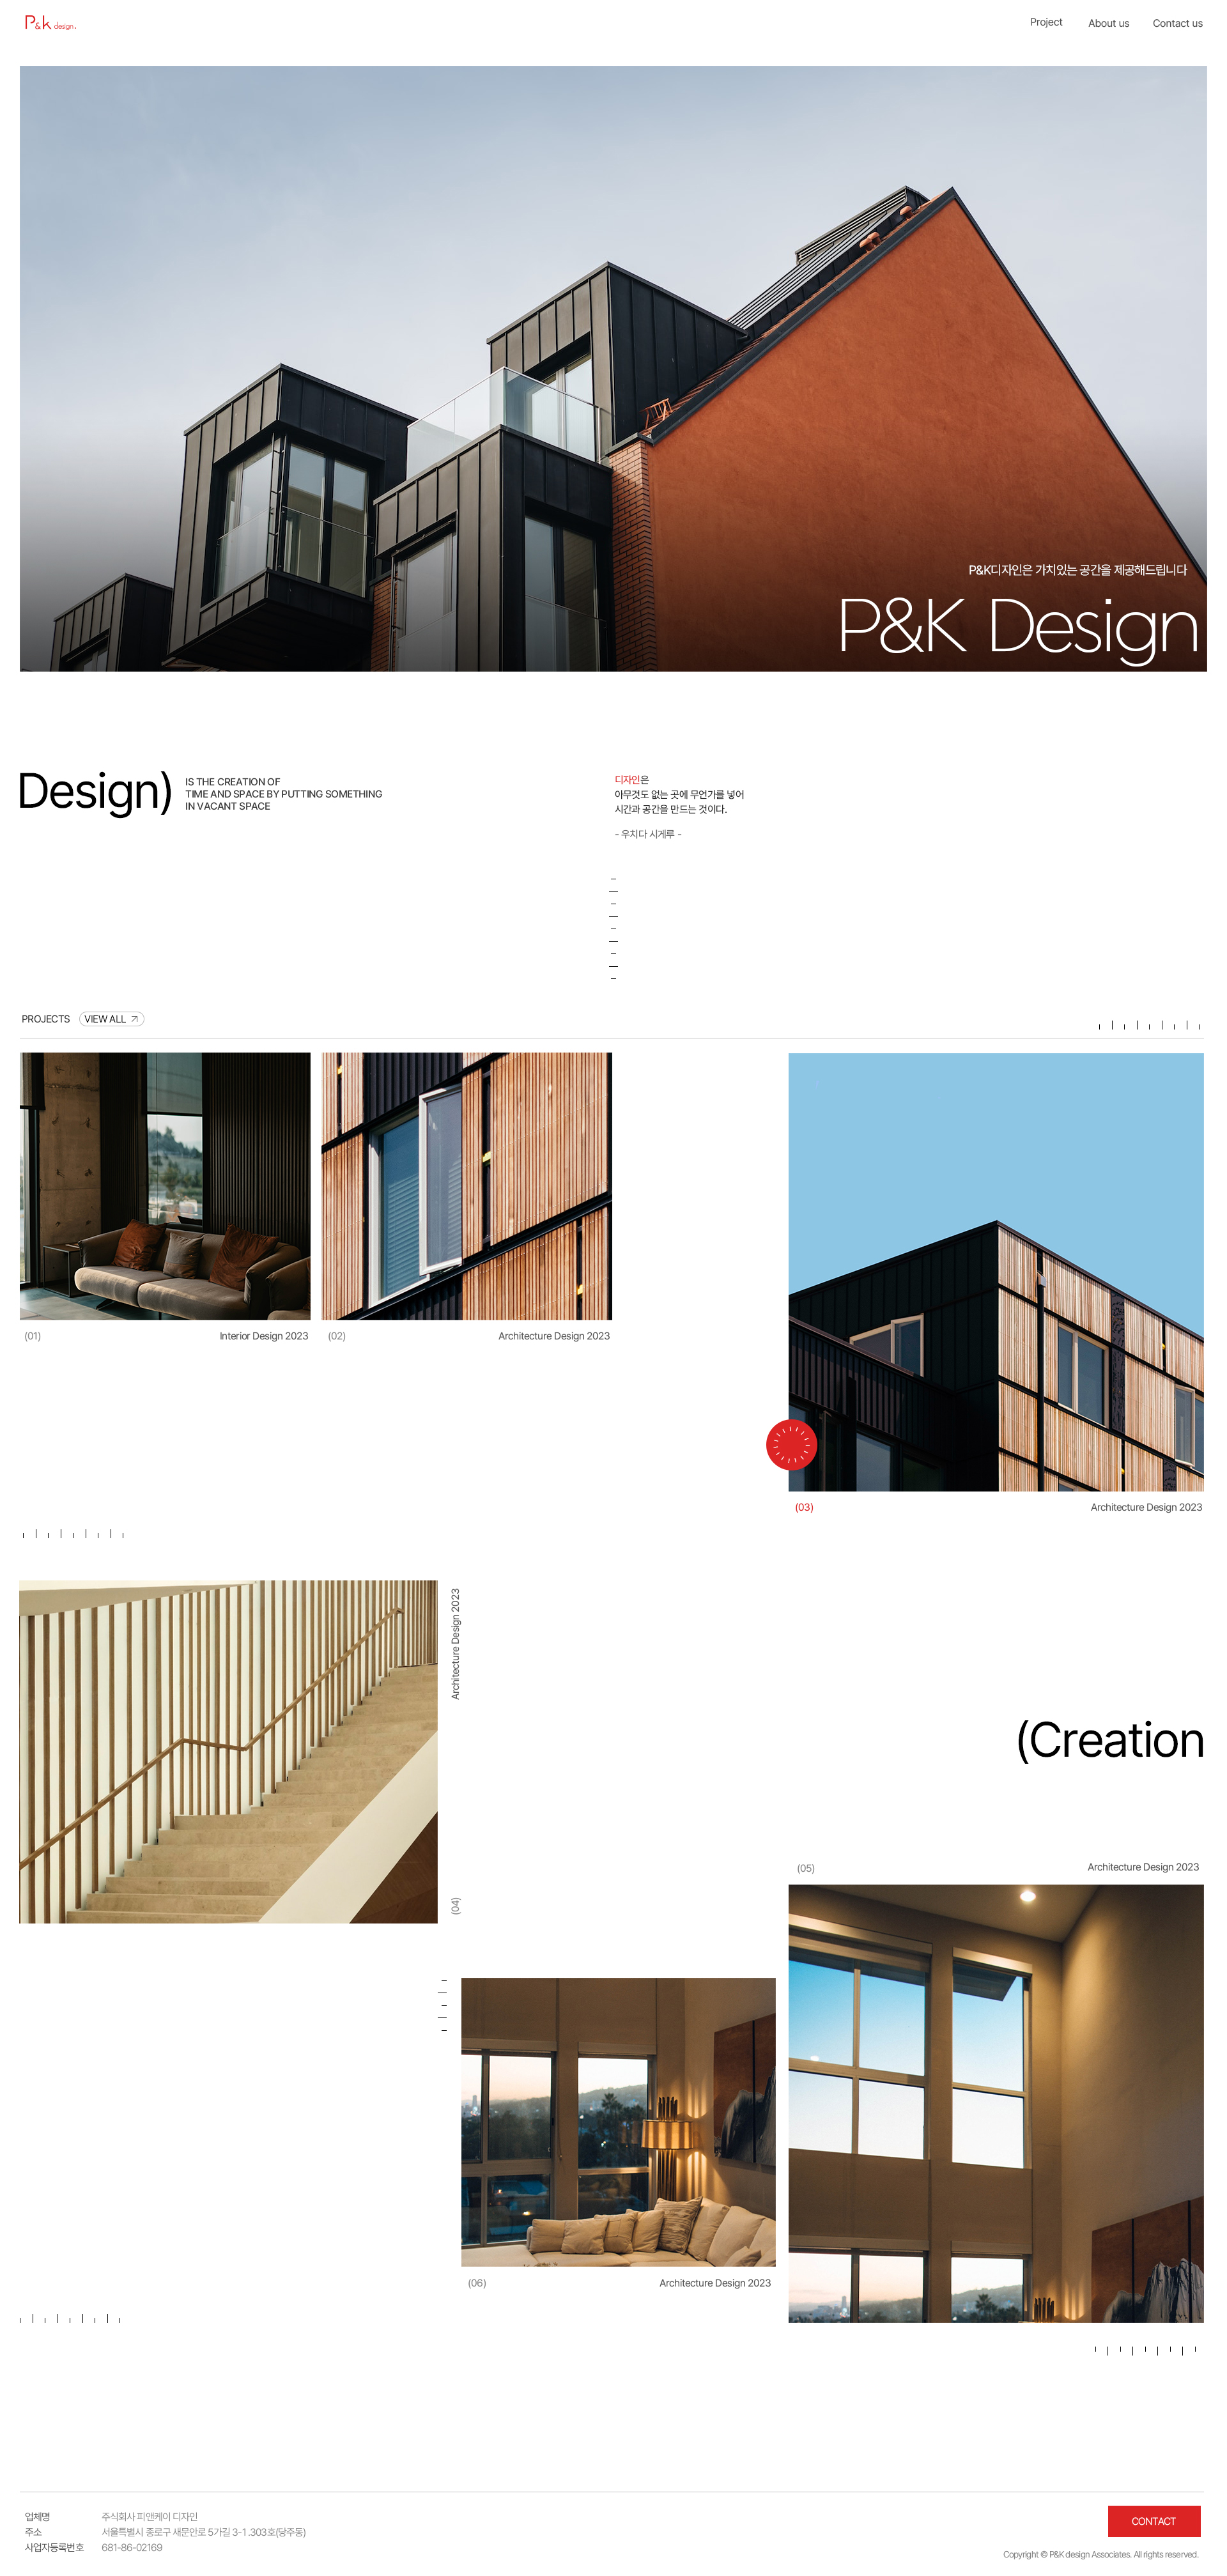 P&k design.
Project About us Contact us
P&K디자인은 가치있는 공간을 제공해드립니다
P&K Design
Design)
IS THE CREATION OF
TIME AND SPACE BY PUTTING SOMETHING
IN VACANT SPACE
디자인은
아무것도 없는 곳에 무언가를 넣어
시간과 공간을 만드는 것이다.
- 우치다 시게루 -
PROJECTS VIEW ALL
(01) Interior Design 2023
(02) Architecture Design 2023
(03) Architecture Design 2023
Architecture Design 2023
(04)
(Creation
(05) Architecture Design 2023
(06) Architecture Design 2023
업체명 주식회사 피앤케이 디자인
주소 서울특별시 종로구 새문안로 5가길 3-1 .303호(당주동)
사업자등록번호 681-86-02169
CONTACT
Copyright © P&K design Associates. All rights reserved.